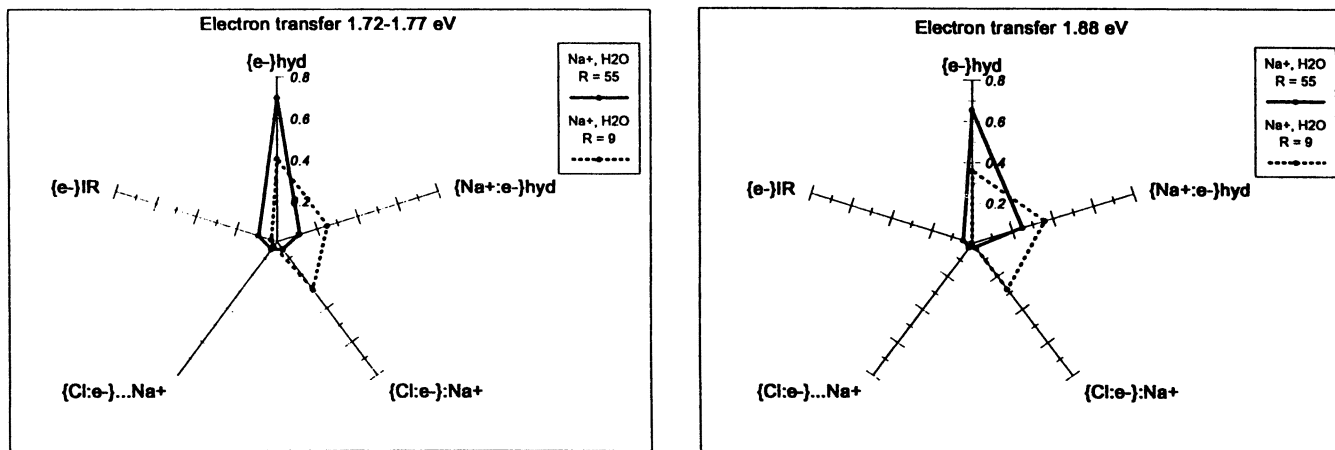 Electron transfer 1.72-1.77 eV
{e-}hyd
Na+, H2O
R = 55
Na+, H2O
R = 9
0.8
0.6
0.4
0.2
{e-}IR
{Na+:e-}hyd
{Cl:e-}...Na+
{Cl:e-}:Na+
Electron transfer 1.88 eV
{e-}hyd
Na+, H2O
R = 55
Na+, H2O
R = 9
0.8
0.6
0.4
0.2
{e-}IR
{Na+:e-}hyd
{Cl:e-}...Na+
{Cl:e-}:Na+